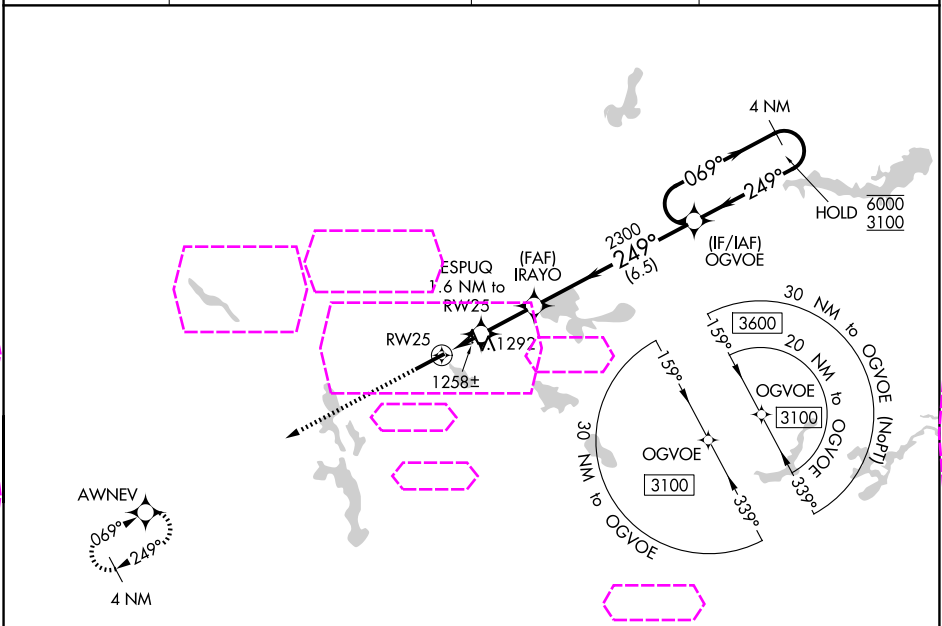 4 NM
069°
249°
HOLD
6000
3100
2300
249°
(6.5)
(IF/IAF)
OGVOE
(FAF)
IRAYO
ESPUQ
1.6 NM to
RW25
RW25
1292
1258±
30 NM to OGVOE (NoPT)
159°
3600
20 NM to OGVOE
OGVOE
3100
339°
159°
OGVOE
3100
339°
30 NM to OGVOE
AWNEV
069°
249°
4 NM